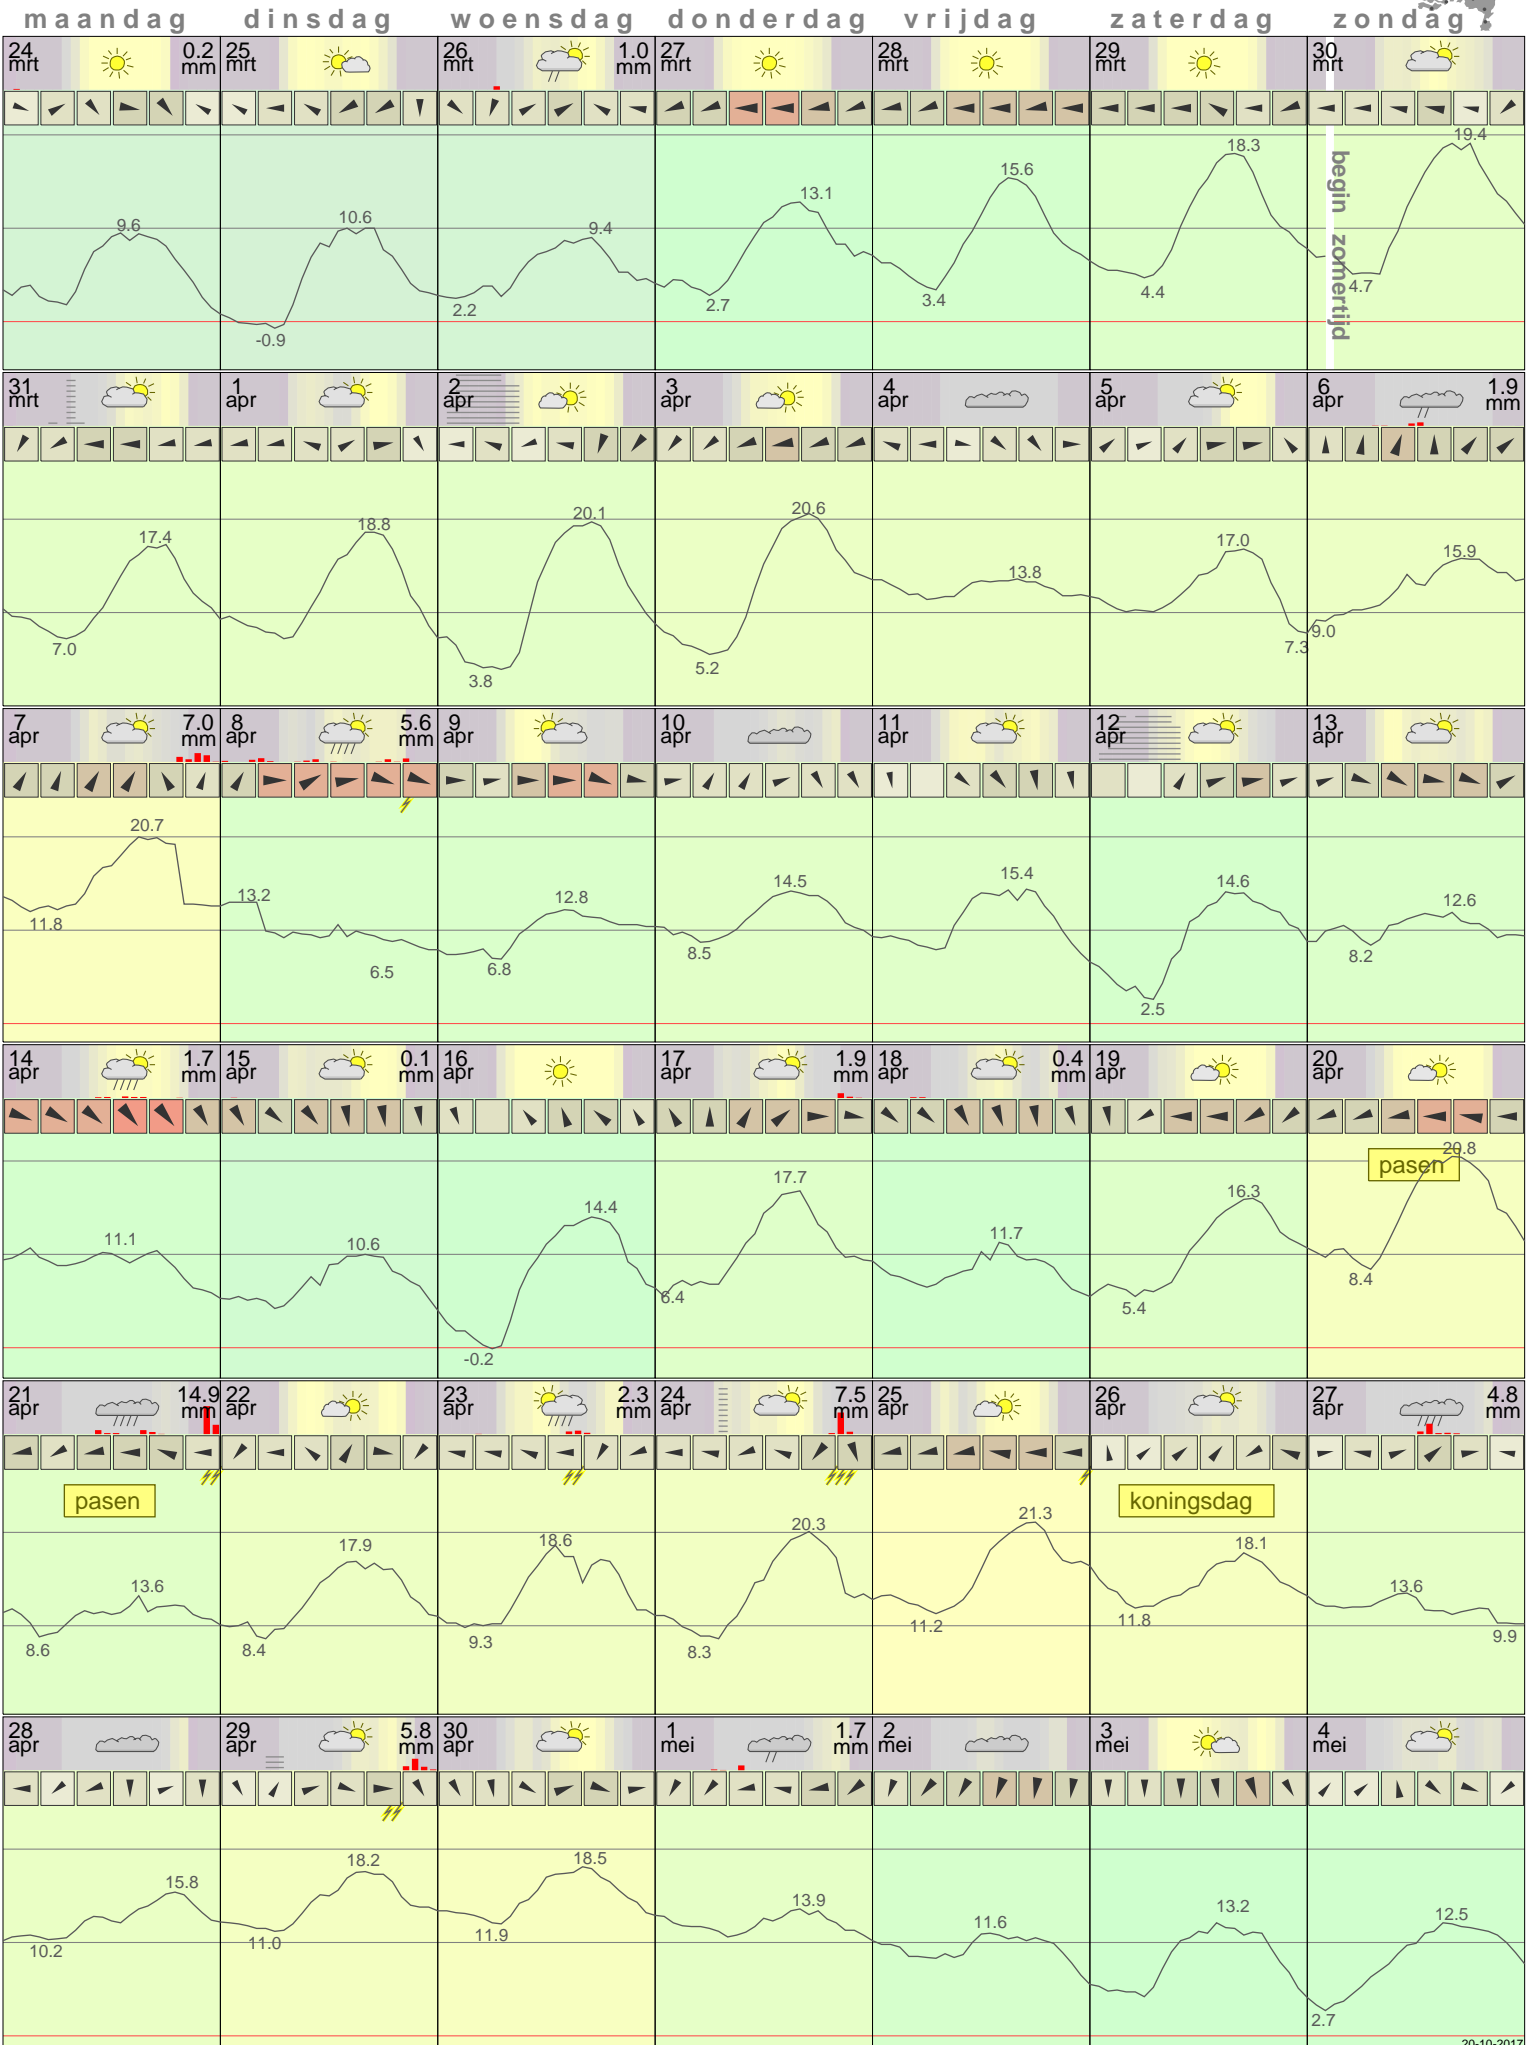 maandag dinsdag woensdag donderdag vrijdag zaterdag zondag
24 mrt 0.2 mm 25 mrt 26 mrt 1.0 mm 27 mrt 28 mrt 29 mrt 30 mrt
9.6 -0.9 10.6 2.2 9.4 2.7 13.1 3.4 15.6 4.4 18.3 4.7 19.4
begin zomertijd
31 mrt 1 apr 2 apr 3 apr 4 apr 5 apr 6 apr 1.9 mm
7.0 17.4 18.8 3.8 20.1 5.2 20.6 13.8 17.0 7.3 9.0 15.9
7 apr 7.0 mm 8 apr 5.6 mm 9 apr 10 apr 11 apr 12 apr 13 apr
11.8 20.7 13.2 6.5 6.8 12.8 8.5 14.5 15.4 2.5 14.6 8.2 12.6
14 apr 1.7 mm 15 apr 0.1 mm 16 apr 17 apr 1.9 mm 18 apr 0.4 mm 19 apr 20 apr
pasen
11.1 10.6 -0.2 14.4 6.4 17.7 11.7 5.4 16.3 8.4 20.8
21 apr 14.9 mm 22 apr 23 apr 2.3 mm 24 apr 7.5 mm 25 apr 26 apr 27 apr 4.8 mm
pasen koningsdag
8.6 13.6 8.4 17.9 9.3 18.6 8.3 20.3 11.2 21.3 11.8 18.1 13.6 9.9
28 apr 29 apr 5.8 mm 30 apr 1 mei 1.7 mm 2 mei 3 mei 4 mei
10.2 15.8 11.0 18.2 11.9 18.5 13.9 11.6 13.2 2.7 12.5
20-10-2017